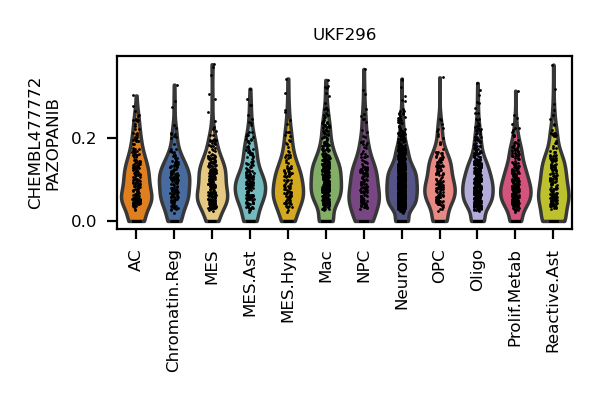 UKF296
CHEMBL477772
PAZOPANIB
0.2
0.0
AC
Chromatin.Reg
MES
MES.Ast
MES.Hyp
Mac
NPC
Neuron
OPC
Oligo
Prolif.Metab
Reactive.Ast